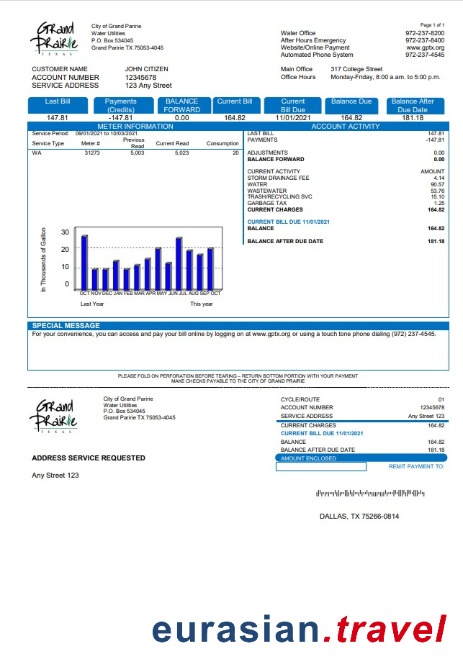 Grand Prairie
TEXAS
City of Grand Pairire
Water Utilities
P.O. Box 534045
Grand Pairire TX 75053-4045
Page 1 of 1
Water Office 972-237-8200
After Hours Emergency 972-237-8400
Website/Online Payment www.gptx.org
Automated Phone System 972-237-4545
CUSTOMER NAME JOHN CITIZEN
ACCOUNT NUMBER 12345678
SERVICE ADDRESS 123 Any Street
Main Office 317 College Street
Office Hours Monday-Friday, 8:00 a.m. to 5:00 p.m.
Last Bill Payments (Credits) BALANCE FORWARD Current Bill Current Bill Due Balance Due Balance After Due Date
147.81 -147.81 0.00 164.82 11/01/2021 164.82 181.18
METER INFORMATION
Service Period: 09/01/2021 to 10/03/2021
Service Type Meter # Previous Read Current Read Consumption
WA 31273 5,003 5,023 20
In Thousands of Gallon
30
20
10
0
OCT NOV DEC JAN FEB MAR APR MAY JUN JUL AUG SEP OCT
Last Year This year
ACCOUNT ACTIVITY
LAST BILL 147.81
PAYMENTS -147.81
ADJUSTMENTS 0.00
BALANCE FORWARD 0.00
CURRENT ACTIVITY AMOUNT
STORM DRAINAGE FEE 4.14
WATER 90.57
WASTEWATER 53.76
TRASH/RECYCLING SVC 15.10
GARBAGE TAX 1.25
CURRENT CHARGES 164.82
CURRENT BILL DUE 11/01/2021
BALANCE 164.82
BALANCE AFTER DUE DATE 181.18
SPECIAL MESSAGE
For your convenience, you can access and pay your bill online by logging on at www.gptx.org or using a touch tone phone dialing (972) 237-4545.
PLEASE FOLD ON PERFORATION BEFORE TEARING – RETURN BOTTOM PORTION WITH YOUR PAYMENT
MAKE CHECKS PAYABLE TO THE CITY OF GRAND PRAIRIE
Grand Prairie
TEXAS
City of Grand Pairire
Water Utilities
P.O. Box 534045
Grand Pairire TX 75053-4045
CYCLE/ROUTE 01
ACCOUNT NUMBER 12345678
SERVICE ADDRESS Any Street 123
CURRENT CHARGES 164.82
CURRENT BILL DUE 11/01/2021
BALANCE 164.82
BALANCE AFTER DUE DATE 181.18
AMOUNT ENCLOSED
REMIT PAYMENT TO:
ADDRESS SERVICE REQUESTED
Any Street 123
DALLAS, TX 75266-0814
eurasian.travel